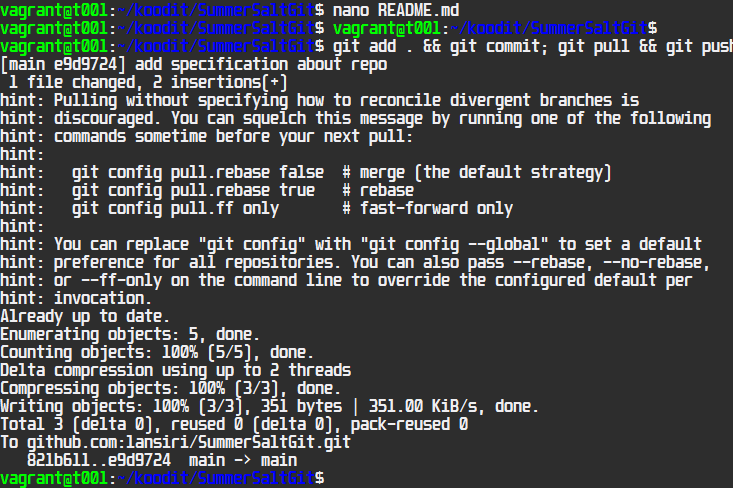 vagrant@t001:~/koodit/SummerSaltGit$ nano README.md
vagrant@t001:~/koodit/SummerSaltGit$ vagrant@t001:~/koodit/SummerSaltGit$
vagrant@t001:~/koodit/SummerSaltGit$ git add . && git commit; git pull && git push
[main e9d9724] add specification about repo
 1 file changed, 2 insertions(+)
hint: Pulling without specifying how to reconcile divergent branches is
hint: discouraged. You can squelch this message by running one of the following
hint: commands sometime before your next pull:
hint:
hint:   git config pull.rebase false  # merge (the default strategy)
hint:   git config pull.rebase true   # rebase
hint:   git config pull.ff only       # fast-forward only
hint:
hint: You can replace "git config" with "git config --global" to set a default
hint: preference for all repositories. You can also pass --rebase, --no-rebase,
hint: or --ff-only on the command line to override the configured default per
hint: invocation.
Already up to date.
Enumerating objects: 5, done.
Counting objects: 100% (5/5), done.
Delta compression using up to 2 threads
Compressing objects: 100% (3/3), done.
Writing objects: 100% (3/3), 351 bytes | 351.00 KiB/s, done.
Total 3 (delta 0), reused 0 (delta 0), pack-reused 0
To github.com:lansiri/SummerSaltGit.git
   821b611..e9d9724  main -> main
vagrant@t001:~/koodit/SummerSaltGit$